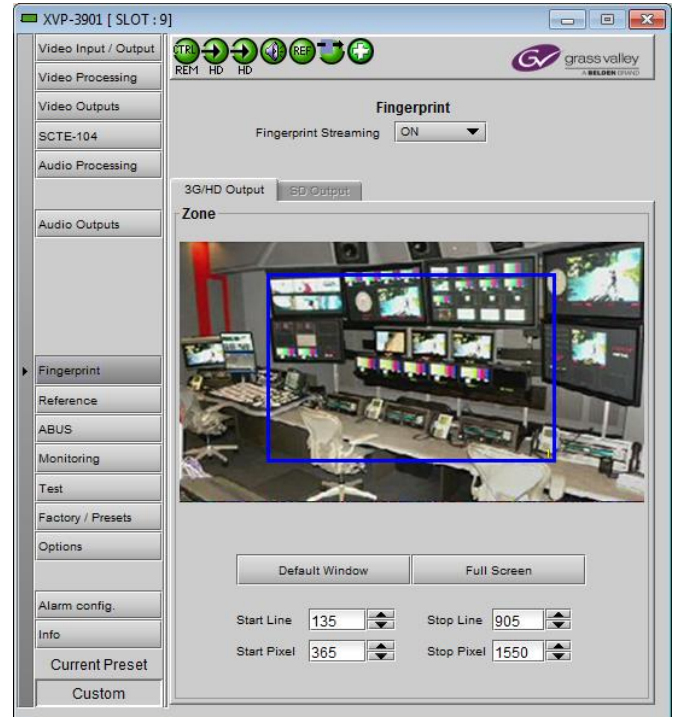 XVP-3901 [ SLOT : 9]
Video Input / Output
Video Processing
Video Outputs
SCTE-104
Audio Processing
Audio Outputs
Fingerprint
Reference
ABUS
Monitoring
Test
Factory / Presets
Options
Alarm config.
Info
Current Preset
Custom
CTRL
REF
REM HD HD
GV grass valley
A BELDEN BRAND
Fingerprint
Fingerprint Streaming ON
3G/HD Output SD Output
Zone
Default Window Full Screen
Start Line 135 Stop Line 905
Start Pixel 365 Stop Pixel 1550